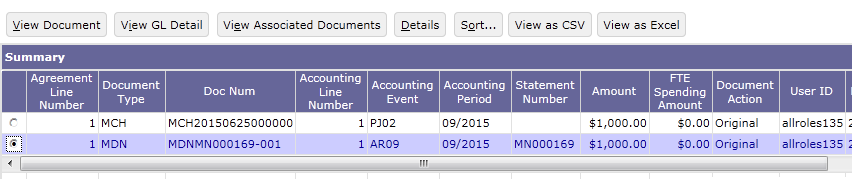 View Document View GL Detail View Associated Documents Details Sort... View as CSV View as Excel
Summary
Agreement Line Number Document Type Doc Num Accounting Line Number Accounting Event Accounting Period Statement Number Amount FTE Spending Amount Document Action User ID
1 MCH MCH20150625000000 1 PJ02 09/2015 $1,000.00 $0.00 Original allroles135 2
1 MDN MDNMN000169-001 1 AR09 09/2015 MN000169 $1,000.00 $0.00 Original allroles135 2